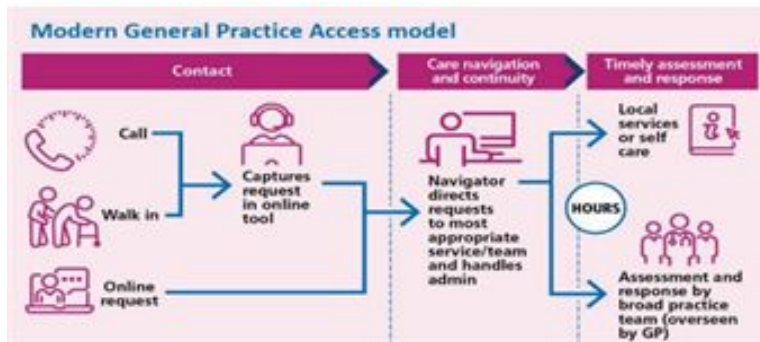 Modern General Practice Access model
Contact
Care navigation
and continuity
Timely assessment
and response
Call
Walk in
Online
request
Captures
request
in online
tool
Navigator
directs
requests
to most
appropriate
service/team
and handles
admin
Local
services
or self
care
HOURS
Assessment and
response by
broad practice
team (overseen
by GP)